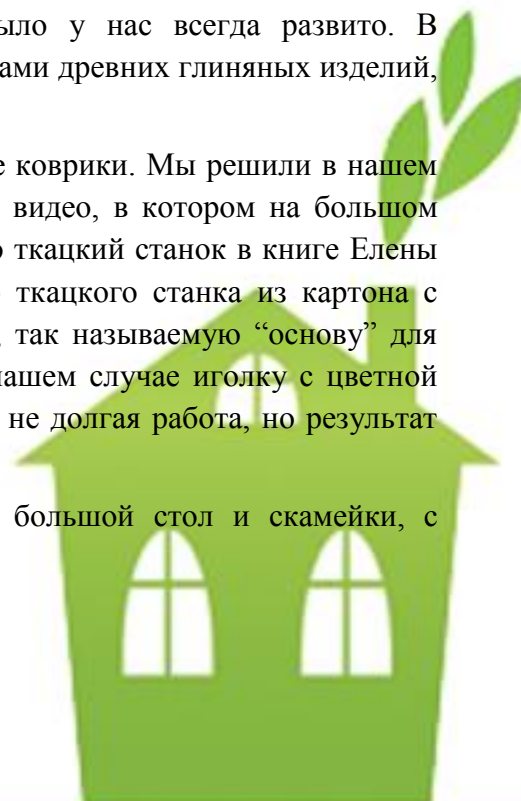 было у нас всегда развито. В
ами древних глиняных изделий,
е коврики. Мы решили в нашем
видео, в котором на большом
о ткацкий станок в книге Елены
ткацкого станка из картона с
, так называемую “основу” для
нашем случае иголку с цветной
не долгая работа, но результат
большой стол и скамейки, с